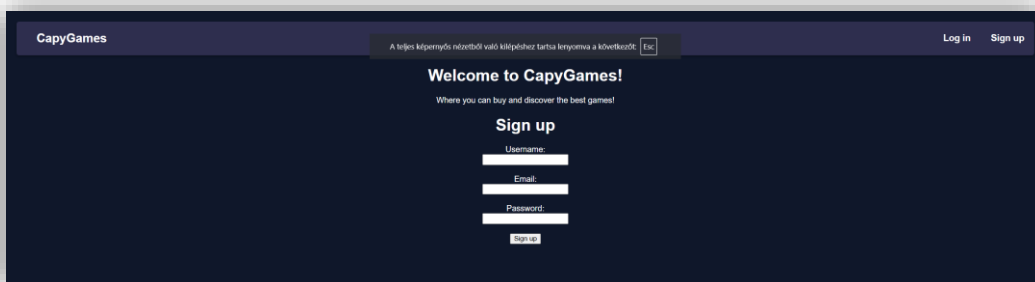 CapyGames
Log in
Sign up
A teljes képernyős nézetből való kilépéshez tartsa lenyomva a következőt: Esc
Welcome to CapyGames!
Where you can buy and discover the best games!
Sign up
Username:
Email:
Password:
Sign up